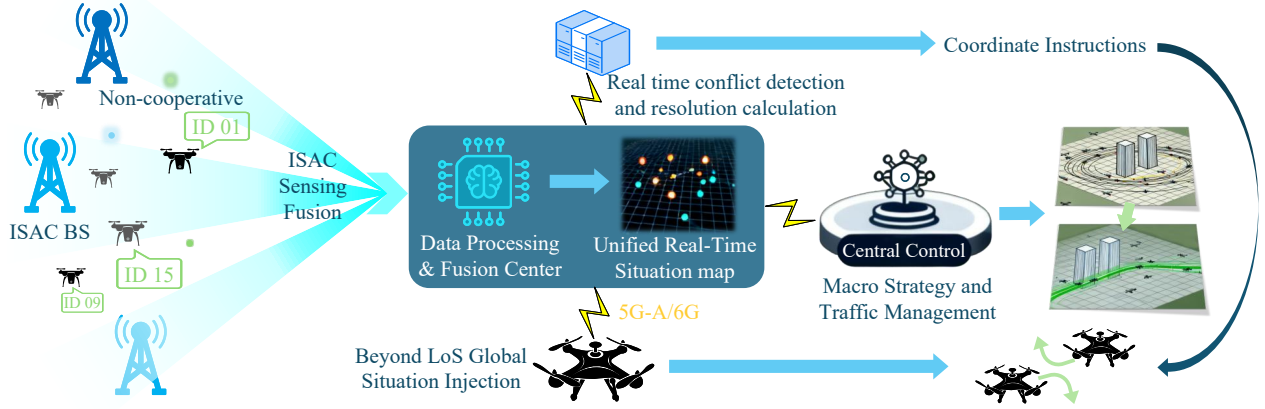 Non-cooperative
ID 01
ISAC BS
ID 15
ID 09
ISAC
Sensing
Fusion
Real time conflict detection
and resolution calculation
Coordinate Instructions
Data Processing
& Fusion Center
Unified Real-Time
Situation map
Central Control
Macro Strategy and
Traffic Management
5G-A/6G
Beyond LoS Global
Situation Injection